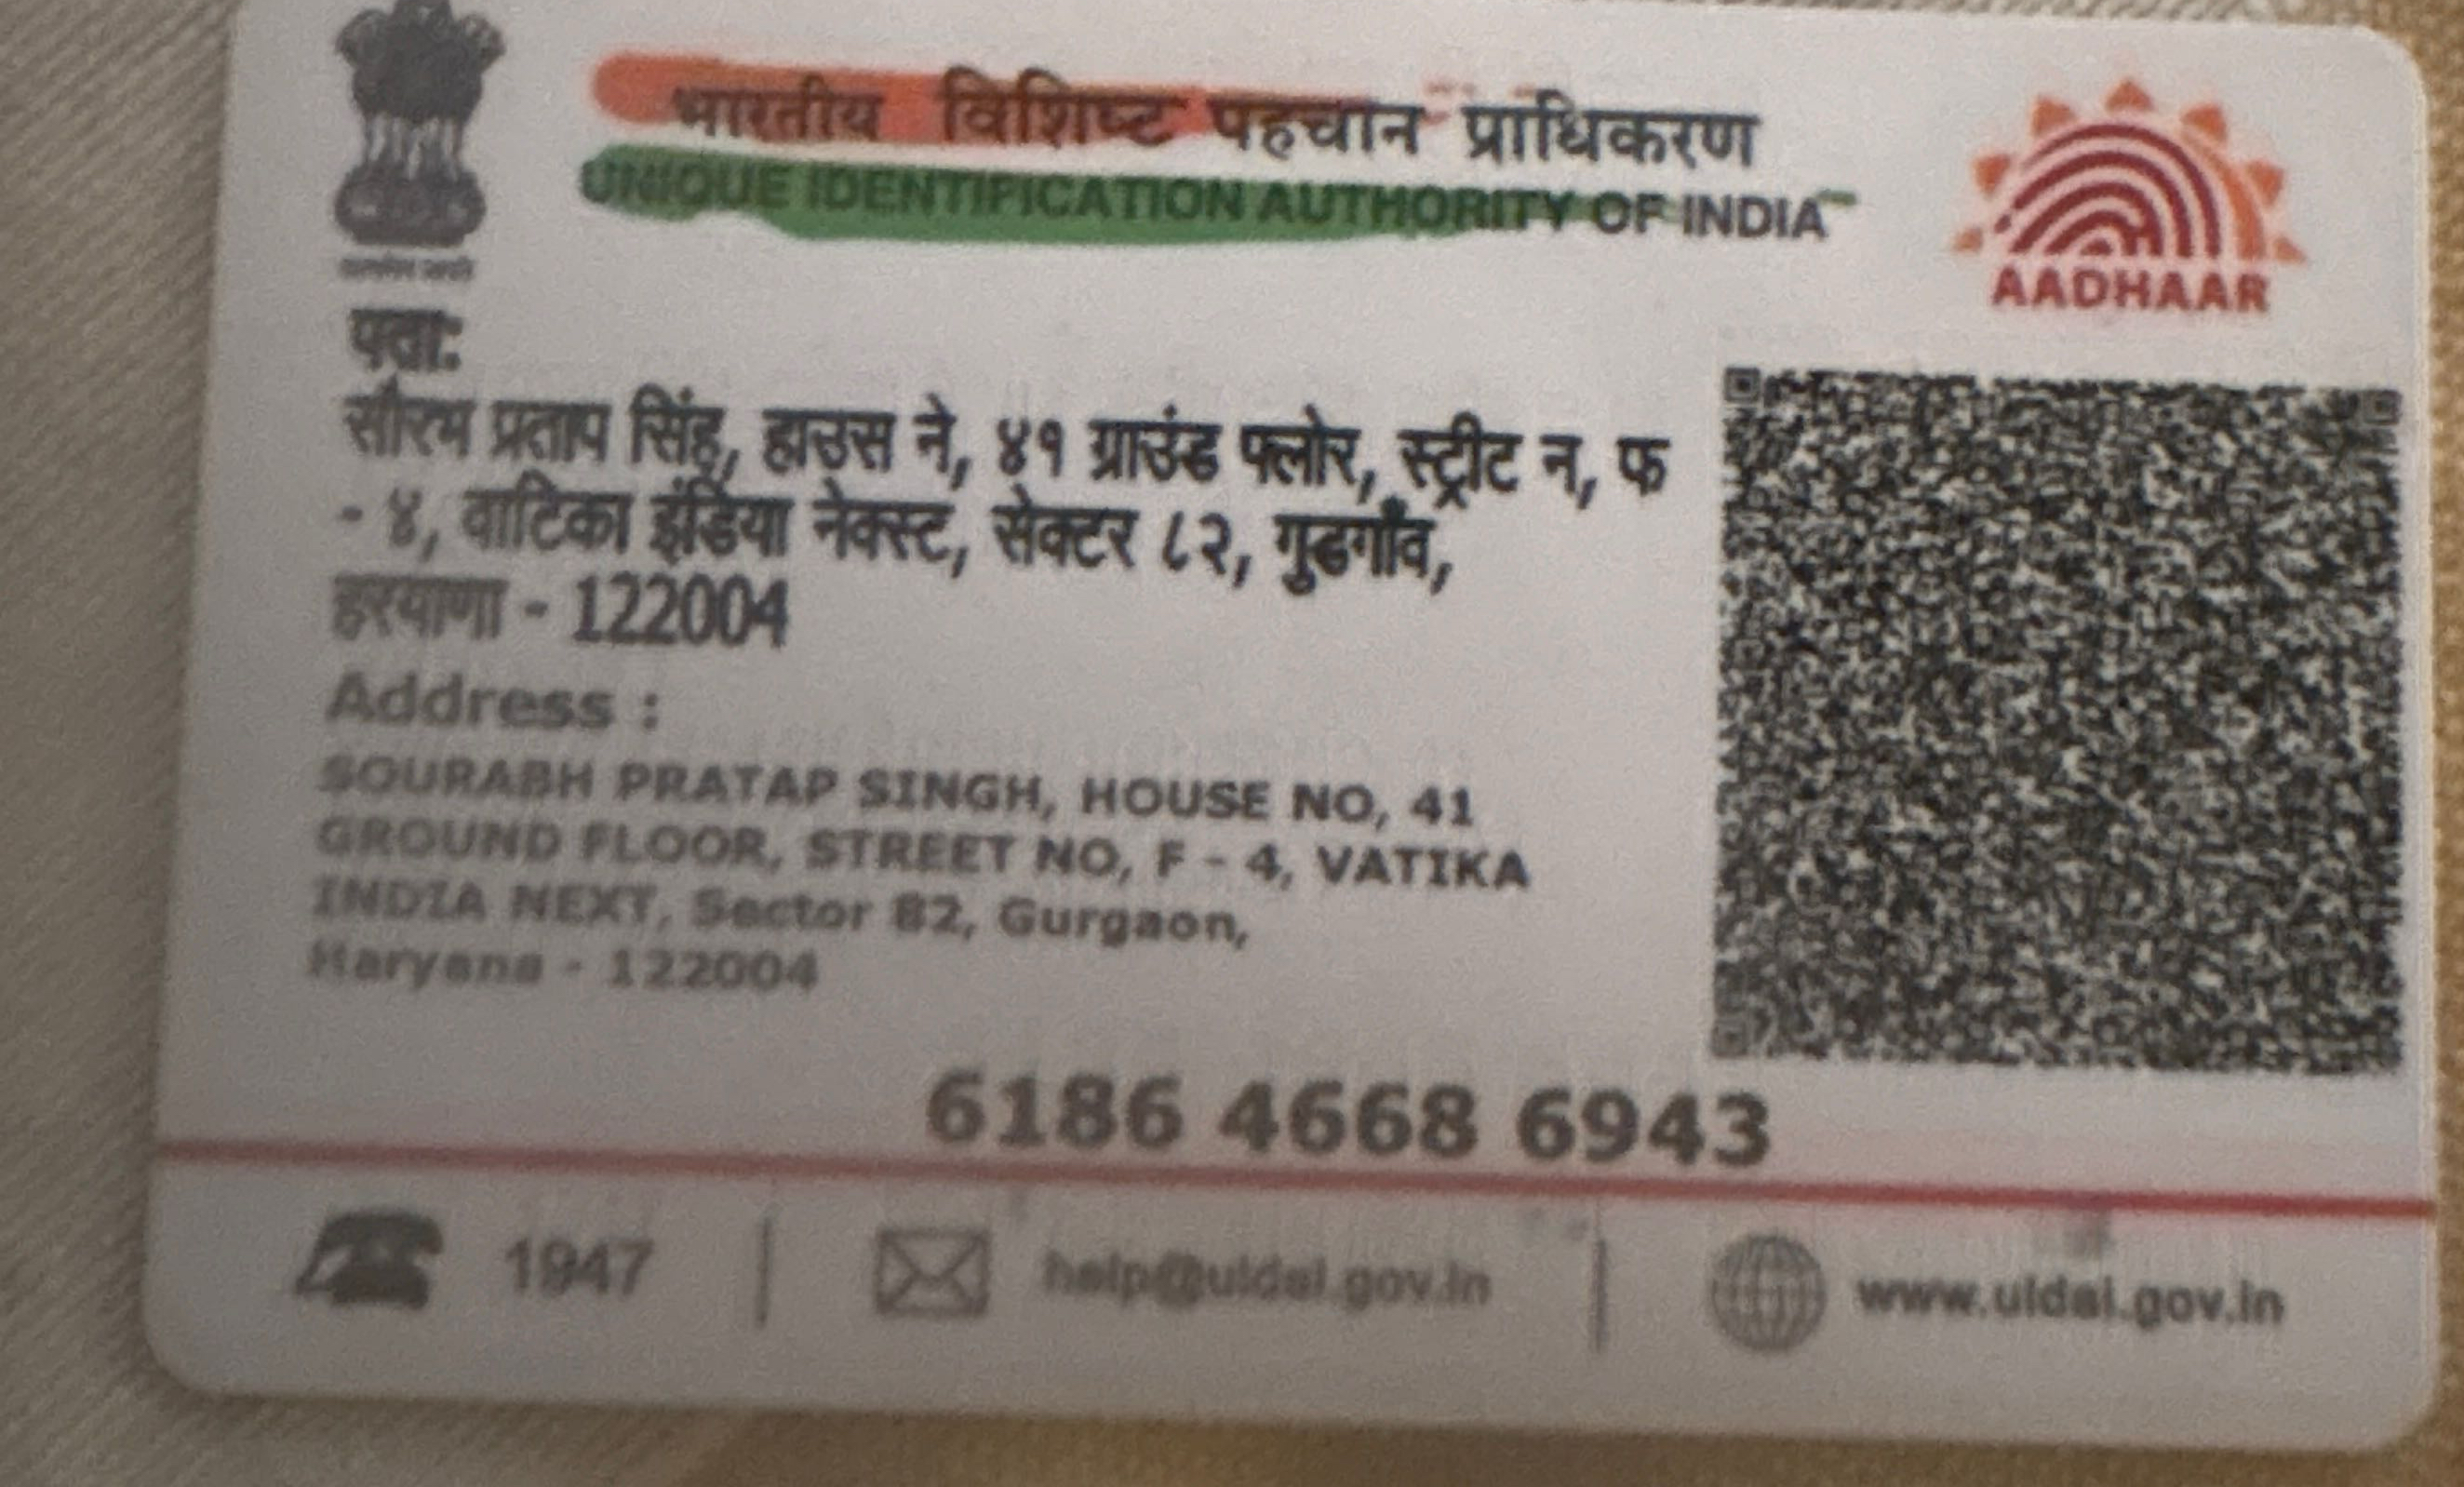 भारतीय विशिष्ट पहचान प्राधिकरण
UNIQUE IDENTIFICATION AUTHORITY OF INDIA
AADHAAR
पता:
सौरभ प्रताप सिंह, हाउस ने, ४१ ग्राउंड फ्लोर, स्ट्रीट न, फ
- ४, वाटिका इंडिया नेक्स्ट, सेक्टर ८२, गुडगाँव,
हरयाणा - 122004
Address :
SOURABH PRATAP SINGH, HOUSE NO, 41
GROUND FLOOR, STREET NO, F - 4, VATIKA
INDIA NEXT, Sector 82, Gurgaon,
Haryana - 122004
6186 4668 6943
1947 | help@uidai.gov.in | www.uidai.gov.in